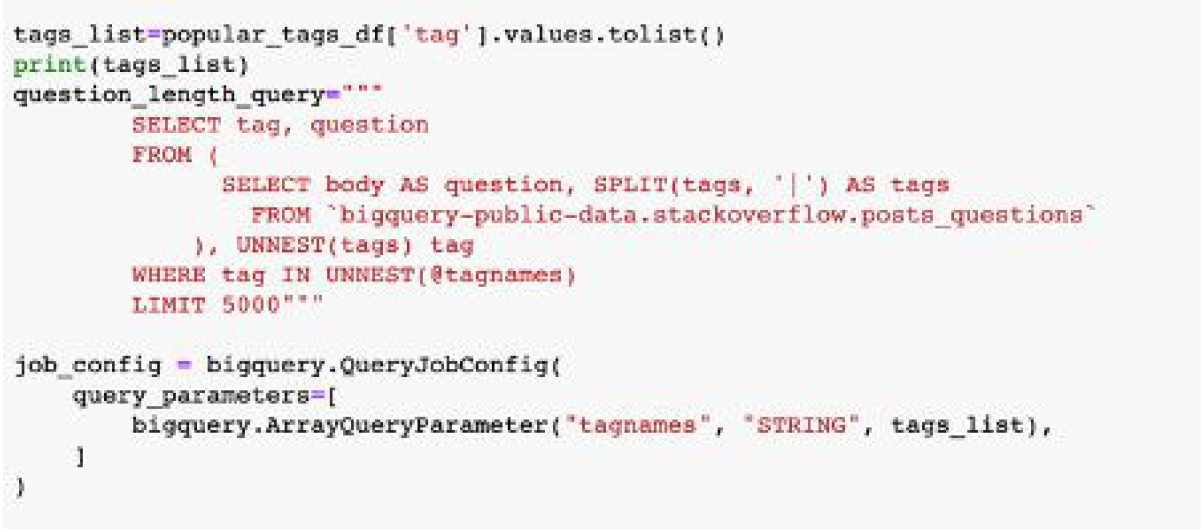 tags_list=popular_tags_df['tag'].values.tolist()
print(tags_list)
question_length_query="""
        SELECT tag, question
        FROM (
              SELECT body AS question, SPLIT(tags, '|') AS tags
                FROM `bigquery-public-data.stackoverflow.posts_questions`
            ), UNNEST(tags) tag
        WHERE tag IN UNNEST(@tagnames)
        LIMIT 5000"""

job_config = bigquery.QueryJobConfig(
    query_parameters=[
        bigquery.ArrayQueryParameter("tagnames", "STRING", tags_list),
    ]
)